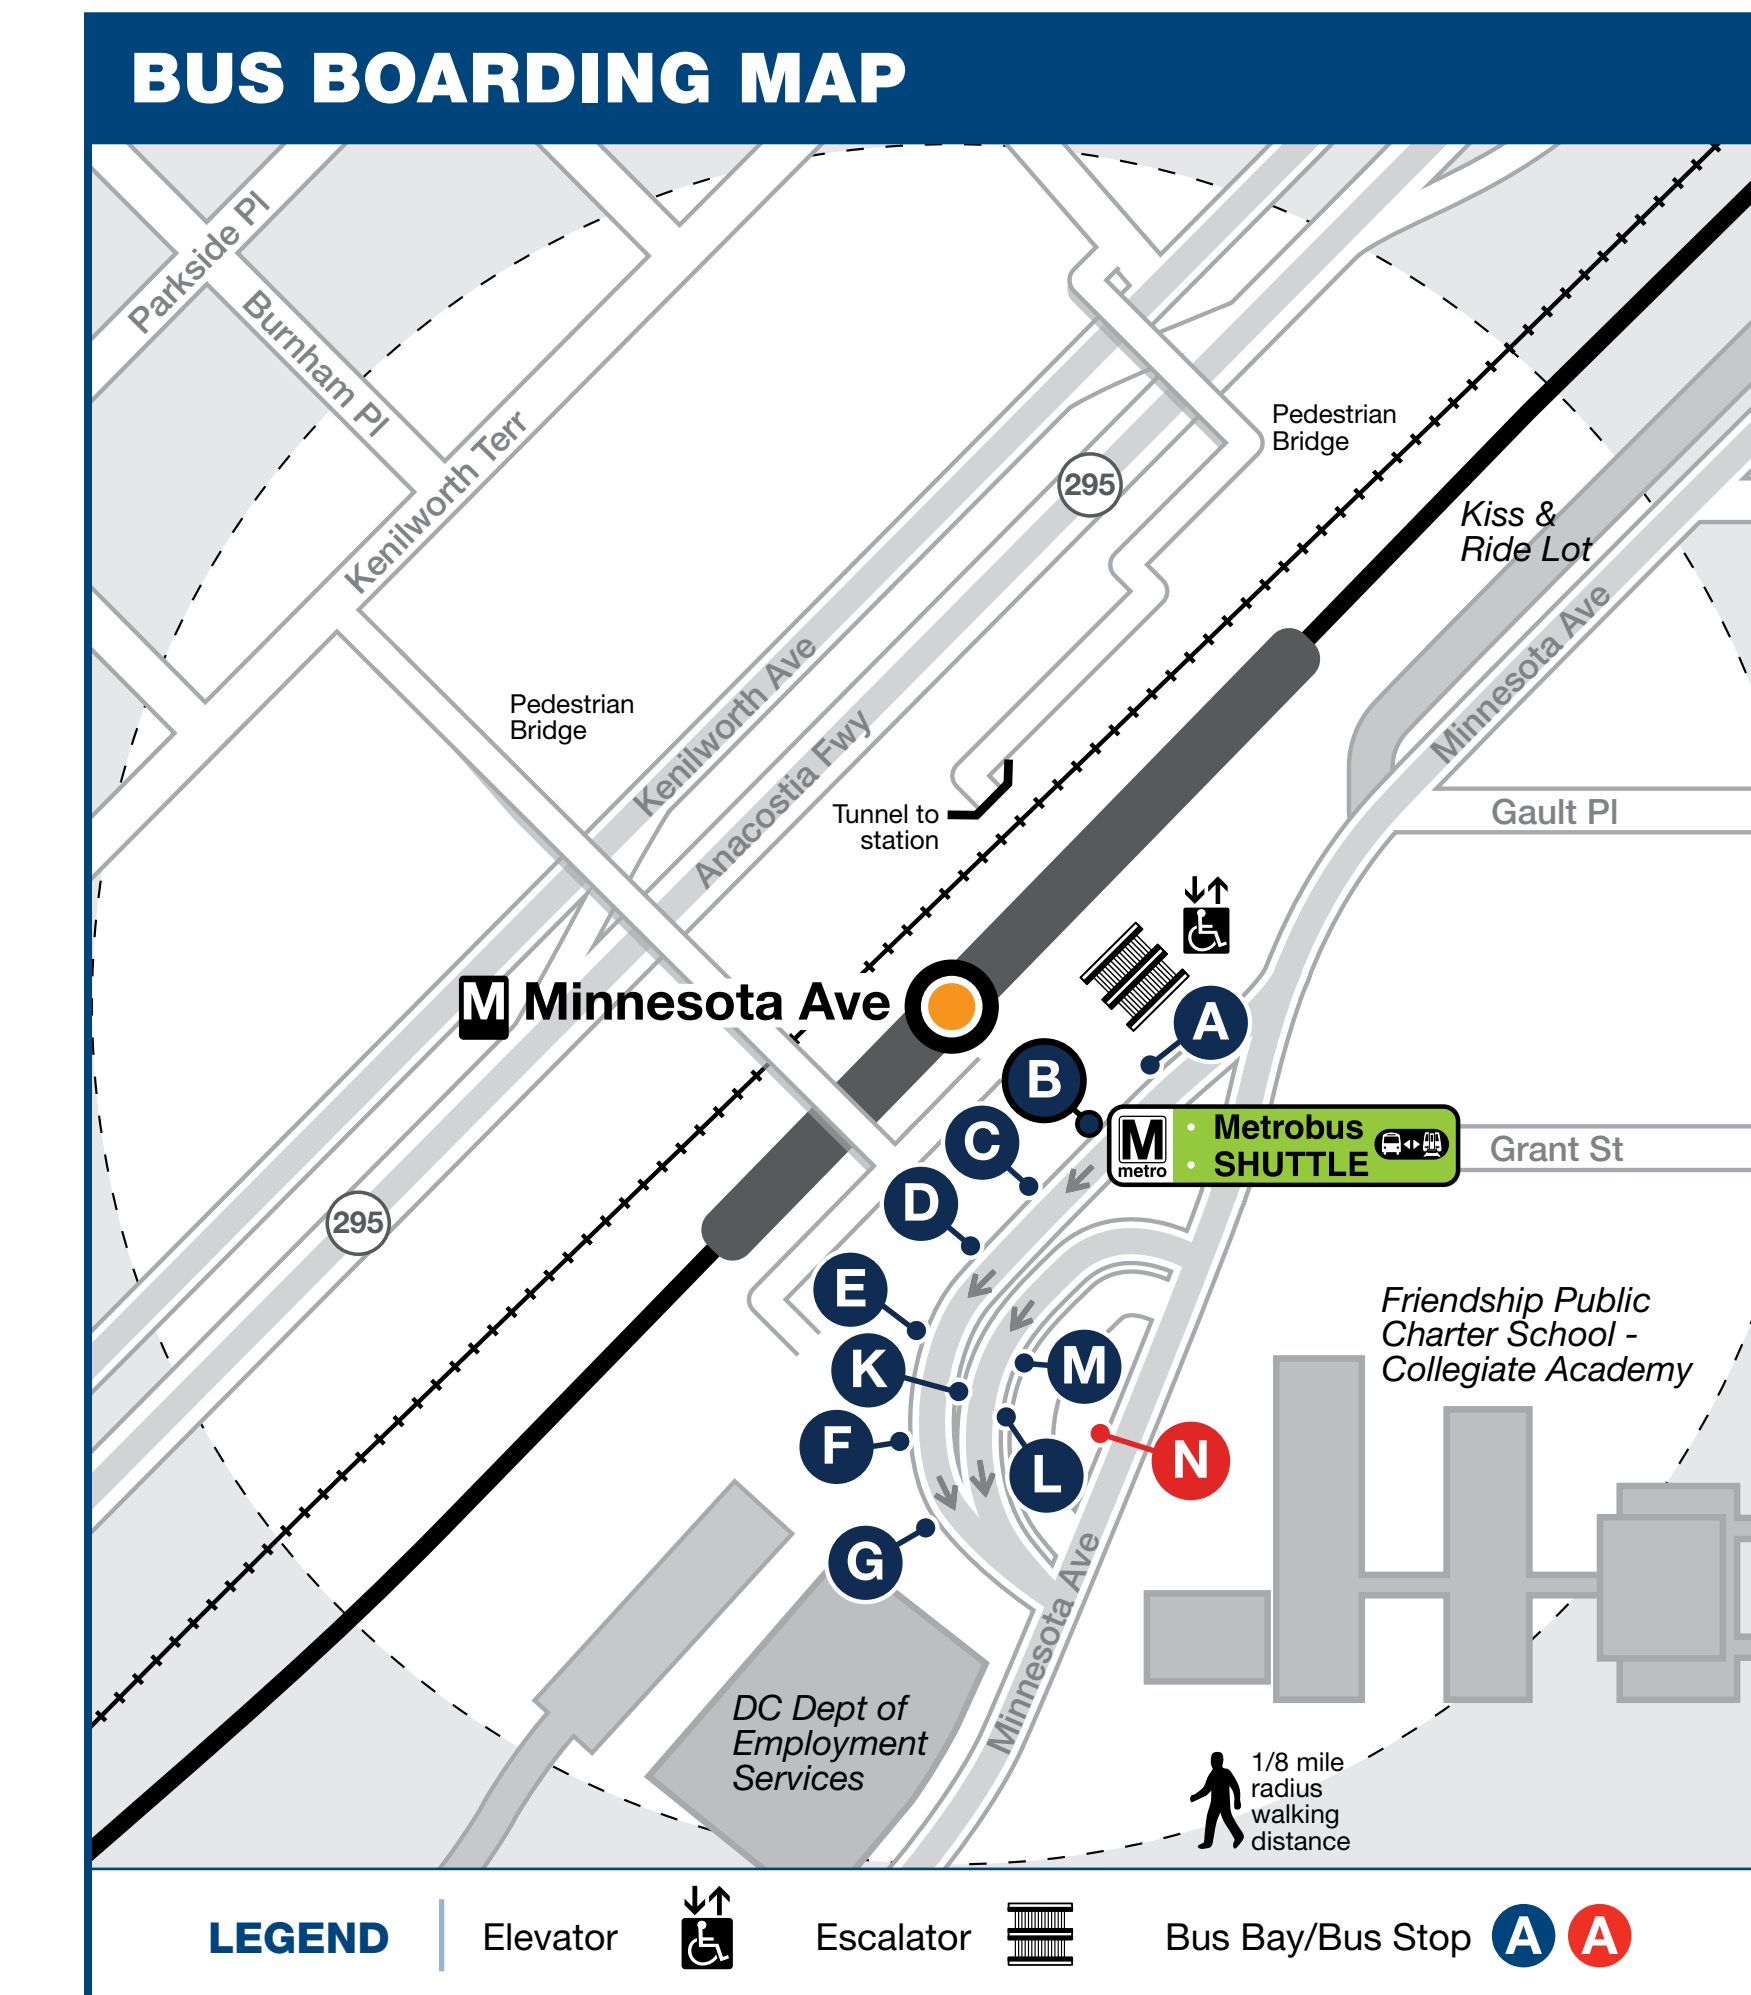 BUS BOARDING MAP
Parkside Pl
Burnham Pl
Kenilworth Terr
Pedestrian
Bridge
295
Kiss &
Ride Lot
Minnesota Ave
Pedestrian
Bridge
Kenilworth Ave
Anacostia Fwy
Tunnel to
station
Gault Pl
M Minnesota Ave
A
B
C
M
metro
• Metrobus
• SHUTTLE
Grant St
D
295
E
Friendship Public
Charter School -
Collegiate Academy
K
M
F
N
L
G
Minnesota Ave
DC Dept of
Employment
Services
1/8 mile
radius
walking
distance
LEGEND
Elevator
Escalator
Bus Bay/Bus Stop A A